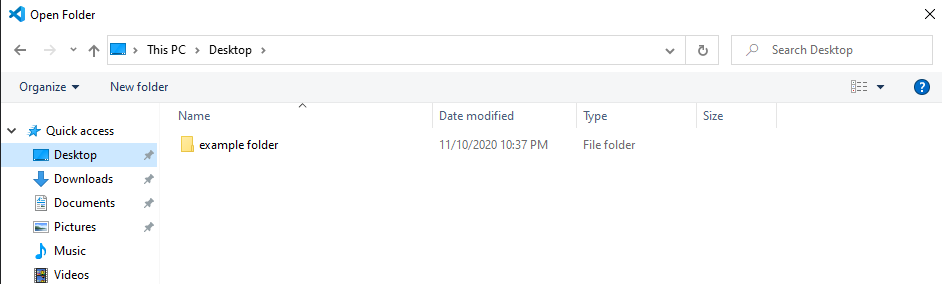 Open Folder
This PC Desktop Search Desktop
Organize New folder
Name Date modified Type Size
Quick access
example folder 11/10/2020 10:37 PM File folder
Desktop
Downloads
Documents
Pictures
Music
Videos